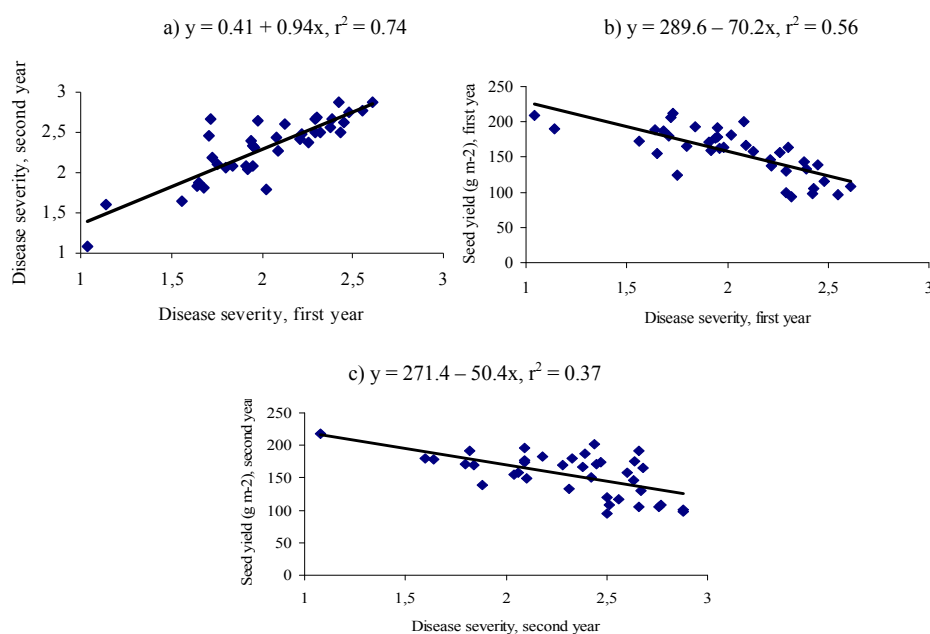 a) y = 0.41 + 0.94x, r² = 0.74
Disease severity, second year
3
2,5
2
1,5
1
1 1,5 2 2,5 3
Disease severity, first year
b) y = 289.6 – 70.2x, r² = 0.56
Seed yield (g m-2), first yea
250
200
150
100
50
0
1 1,5 2 2,5 3
Disease severity, first year
c) y = 271.4 – 50.4x, r² = 0.37
Seed yield (g m-2), second year
250
200
150
100
50
0
1 1,5 2 2,5 3
Disease severity, second year